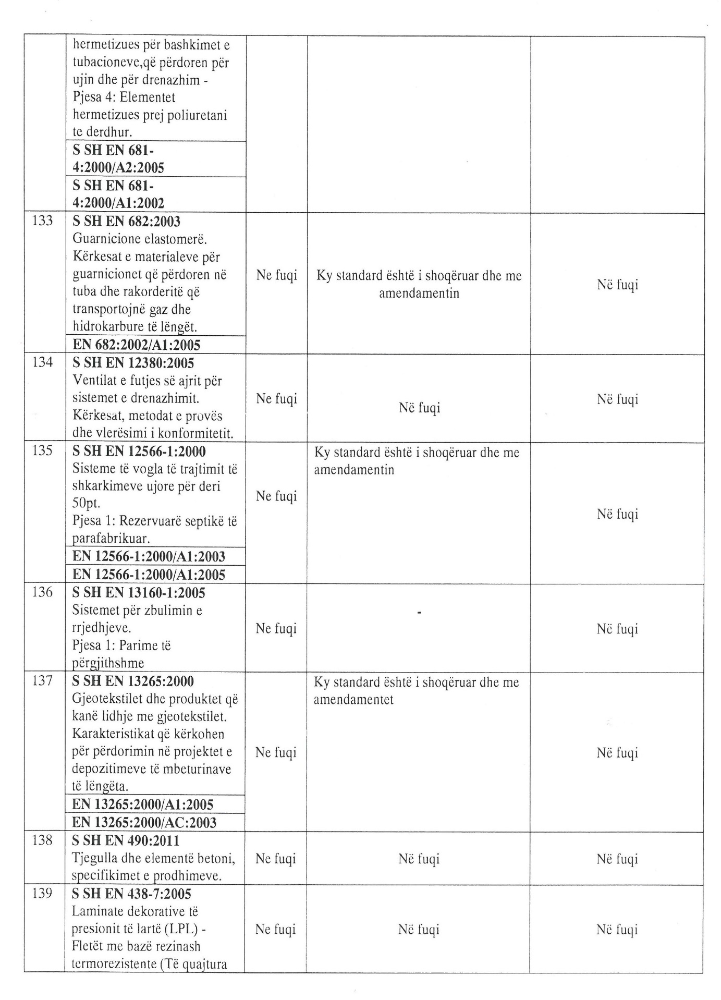 hermetizues për bashkimet e
tubacioneve,që përdoren për
ujin dhe për drenazhim -
Pjesa 4: Elementet
hermetizues prej poliuretani
te derdhur.
S SH EN 681-
4:2000/A2:2005
S SH EN 681-
4:2000/A1:2002
133
S SH EN 682:2003
Guarnicione elastomerë.
Kërkesat e materialeve për
guarnicionet që përdoren në
tuba dhe rakorderitë që
transportojnë gaz dhe
hidrokarbure të lëngët.
EN 682:2002/A1:2005
Ne fuqi
Ky standard është i shoqëruar dhe me
amendamentin
Në fuqi
134
S SH EN 12380:2005
Ventilat e futjes së ajrit për
sistemet e drenazhimit.
Kërkesat, metodat e provës
dhe vlerësimi i konformitetit.
Ne fuqi
Në fuqi
Në fuqi
135
S SH EN 12566-1:2000
Sisteme të vogla të trajtimit të
shkarkimeve ujore për deri
50pt.
Pjesa 1: Rezervuarë septikë të
parafabrikuar.
EN 12566-1:2000/A1:2003
EN 12566-1:2000/A1:2005
Ne fuqi
Ky standard është i shoqëruar dhe me
amendamentin
Në fuqi
136
S SH EN 13160-1:2005
Sistemet për zbulimin e
rrjedhjeve.
Pjesa 1: Parime të
përgjithshme
Ne fuqi
-
Në fuqi
137
S SH EN 13265:2000
Gjeotekstilet dhe produktet që
kanë lidhje me gjeotekstilet.
Karakteristikat që kërkohen
për përdorimin në projektet e
depozitimeve të mbeturinave
të lëngëta.
EN 13265:2000/A1:2005
EN 13265:2000/AC:2003
Ne fuqi
Ky standard është i shoqëruar dhe me
amendamentet
Në fuqi
138
S SH EN 490:2011
Tjegulla dhe elementë betoni,
specifikimet e prodhimeve.
Ne fuqi
Në fuqi
Në fuqi
139
S SH EN 438-7:2005
Laminate dekorative të
presionit të lartë (LPL) -
Fletët me bazë rezinash
termorezistente (Të quajtura
Ne fuqi
Në fuqi
Në fuqi